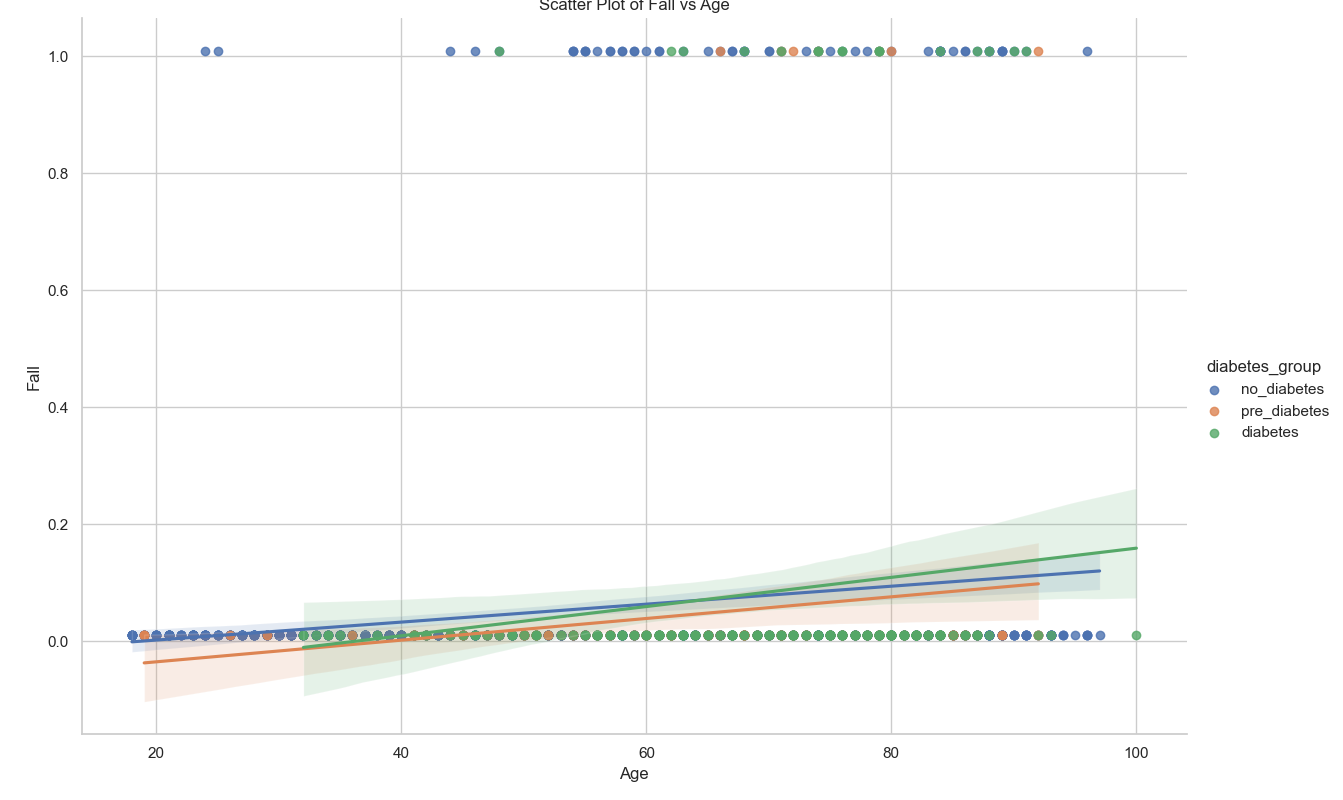 Scatter Plot of Fall vs Age
1.0
0.8
0.6
0.4
0.2
0.0
Fall
20 40 60 80 100
Age
diabetes_group
no_diabetes
pre_diabetes
diabetes